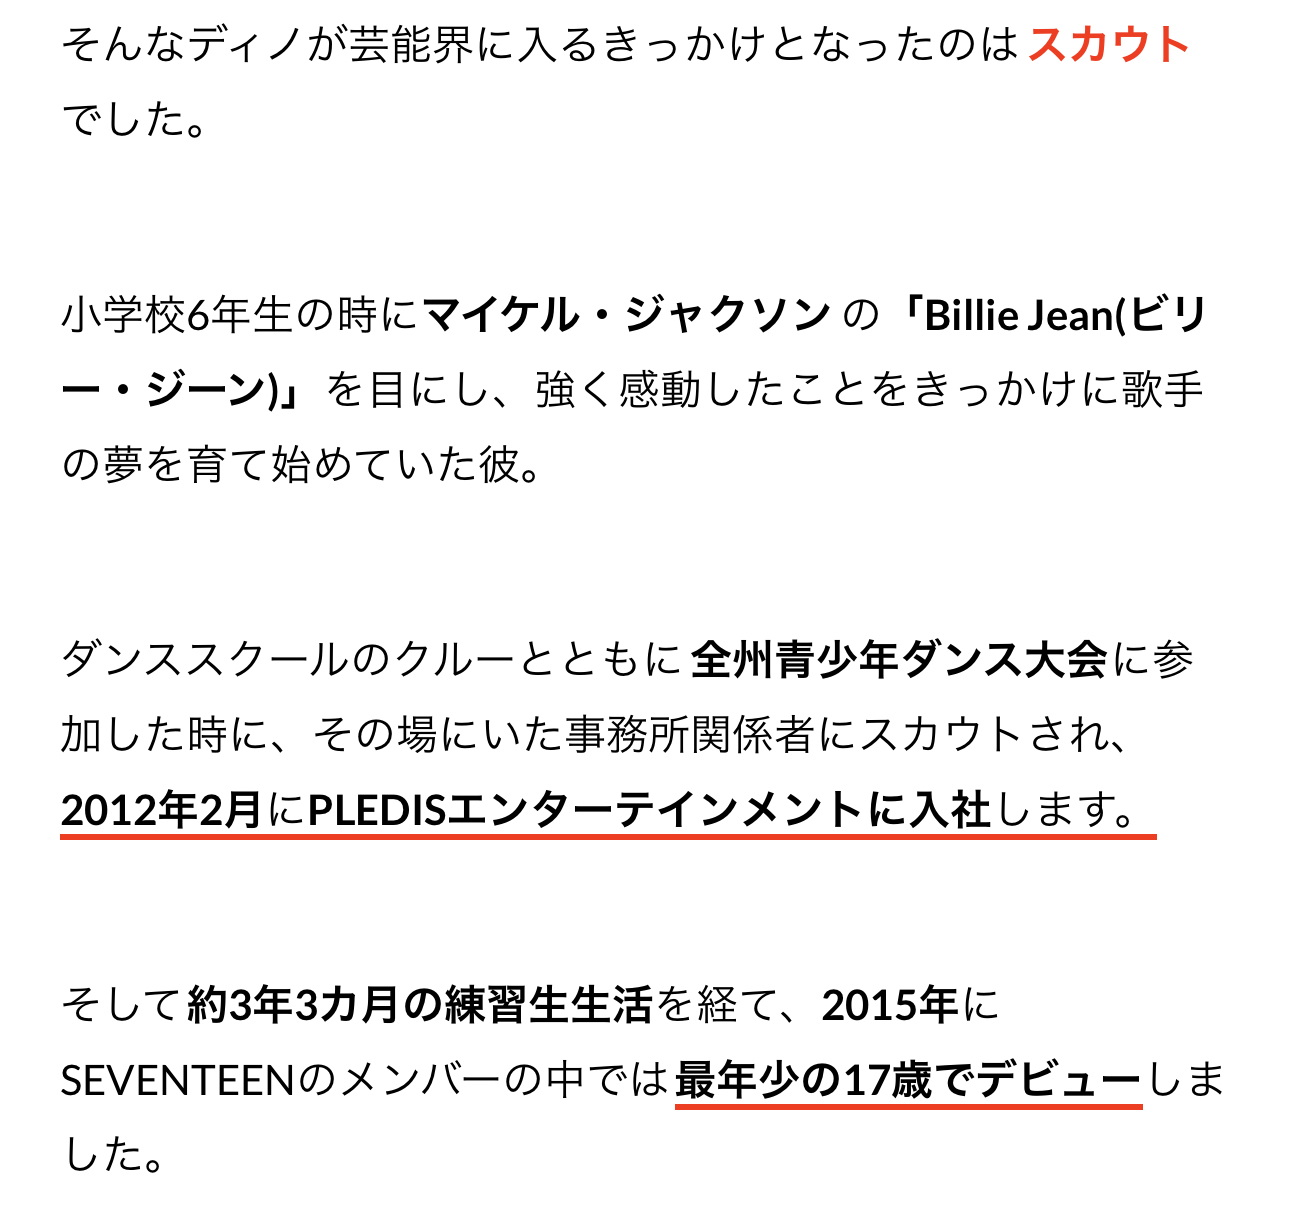 そんなディノが芸能界に入るきっかけとなったのは スカウト
でした。
小学校6年生の時にマイケル・ジャクソン の「Billie Jean(ビリ
ー・ジーン)」 を目にし、強く感動したことをきっかけに歌手
の夢を育て始めていた彼。
ダンススクールのクルーとともに 全州青少年ダンス大会に参
加した時に、その場にいた事務所関係者にスカウトされ、
2012年2月にPLEDISエンターテインメントに入社します。
そして 約3年3カ月の練習生生活を経て、2015年に
SEVENTEENのメンバーの中では 最年少の17歳でデビューしま
した。